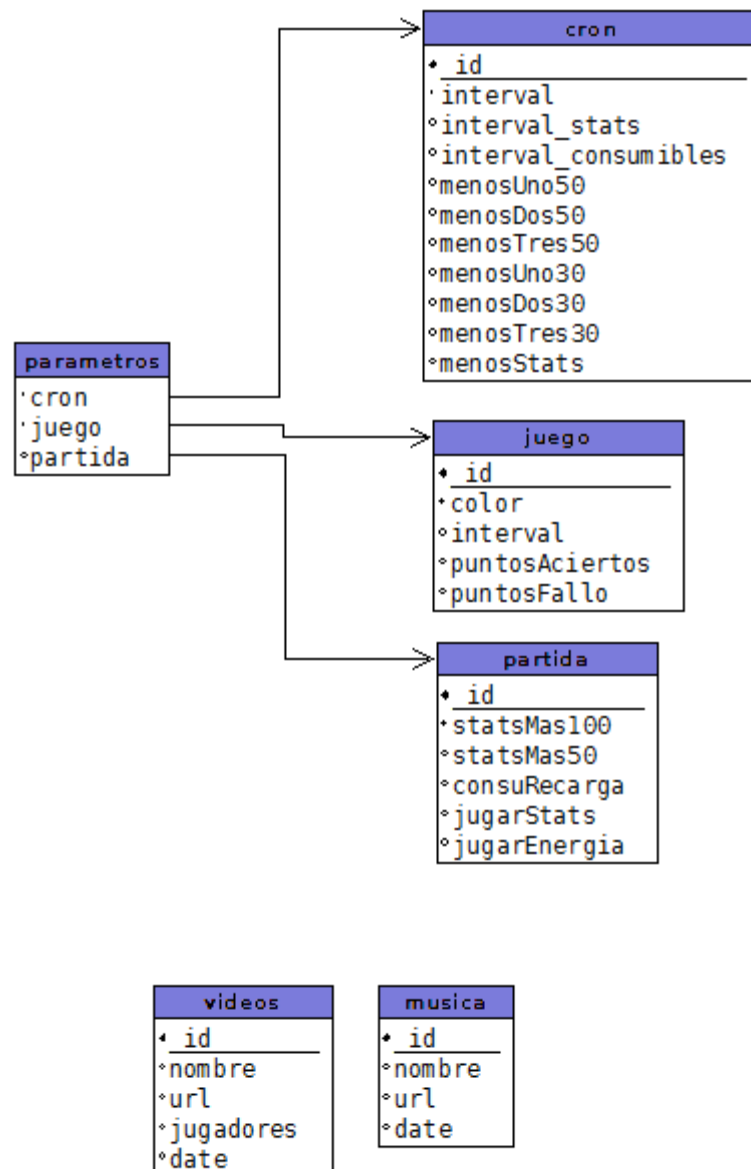 cron
_id
interval
interval_stats
interval_consumibles
menosUno50
menosDos50
menosTres50
menosUno30
menosDos30
menosTres30
menosStats
parametros
cron
juego
partida
juego
_id
color
interval
puntosAciertos
puntosFallo
partida
_id
statsMas100
statsMas50
consuRecarga
jugarStats
jugarEnergia
videos
_id
nombre
url
jugadores
date
musica
_id
nombre
url
date